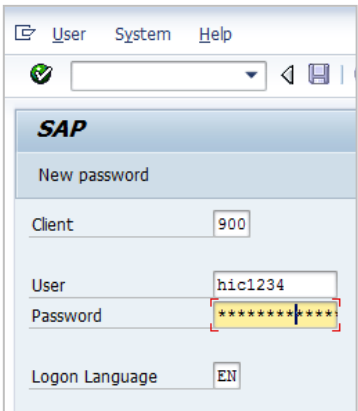 User System Help
SAP
New password
Client 900
User hic1234
Password *************
Logon Language EN